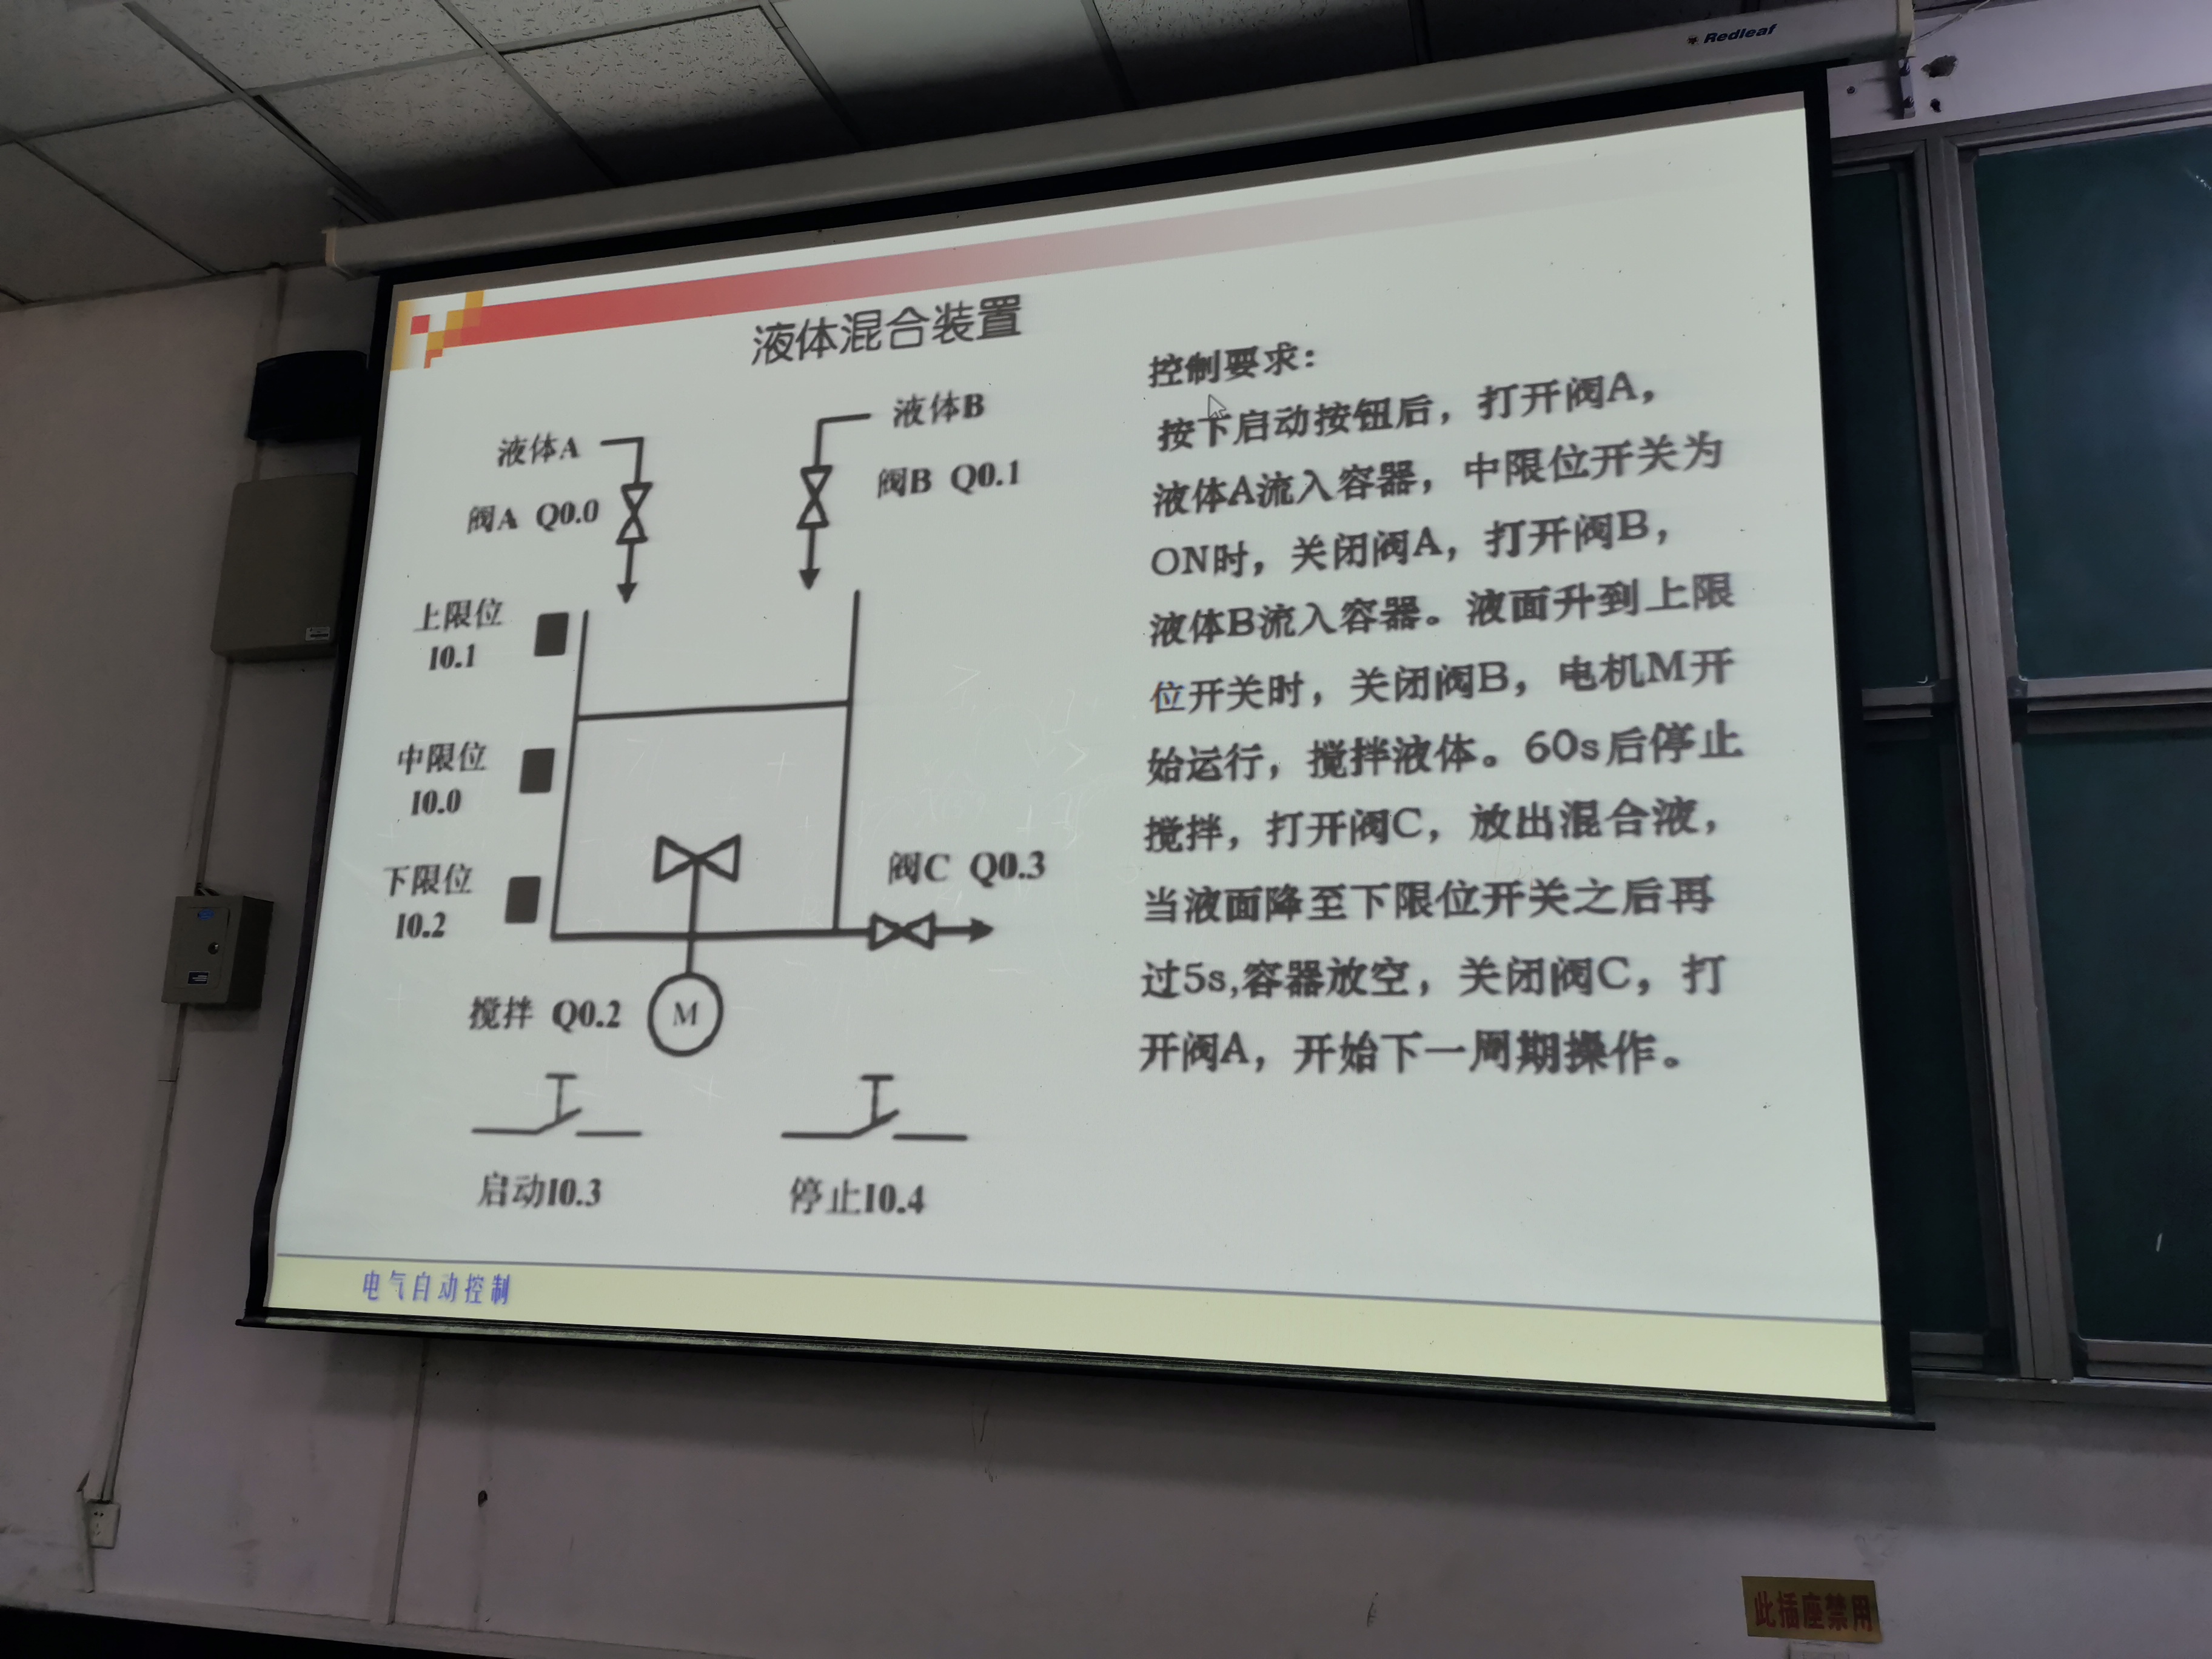 Redleaf
液体混合装置
液体A
液体B
阀A Q0.0
阀B Q0.1
上限位
I0.1
中限位
I0.0
下限位
I0.2
阀C Q0.3
搅拌 Q0.2
M
启动I0.3
停止I0.4
控制要求：
按下启动按钮后，打开阀A，
液体A流入容器，中限位开关为
ON时，关闭阀A，打开阀B，
液体B流入容器。液面升到上限
位开关时，关闭阀B，电机M开
始运行，搅拌液体。60s后停止
搅拌，打开阀C，放出混合液，
当液面降至下限位开关之后再
过5s,容器放空，关闭阀C，打
开阀A，开始下一周期操作。
电气自动控制
此插座禁用